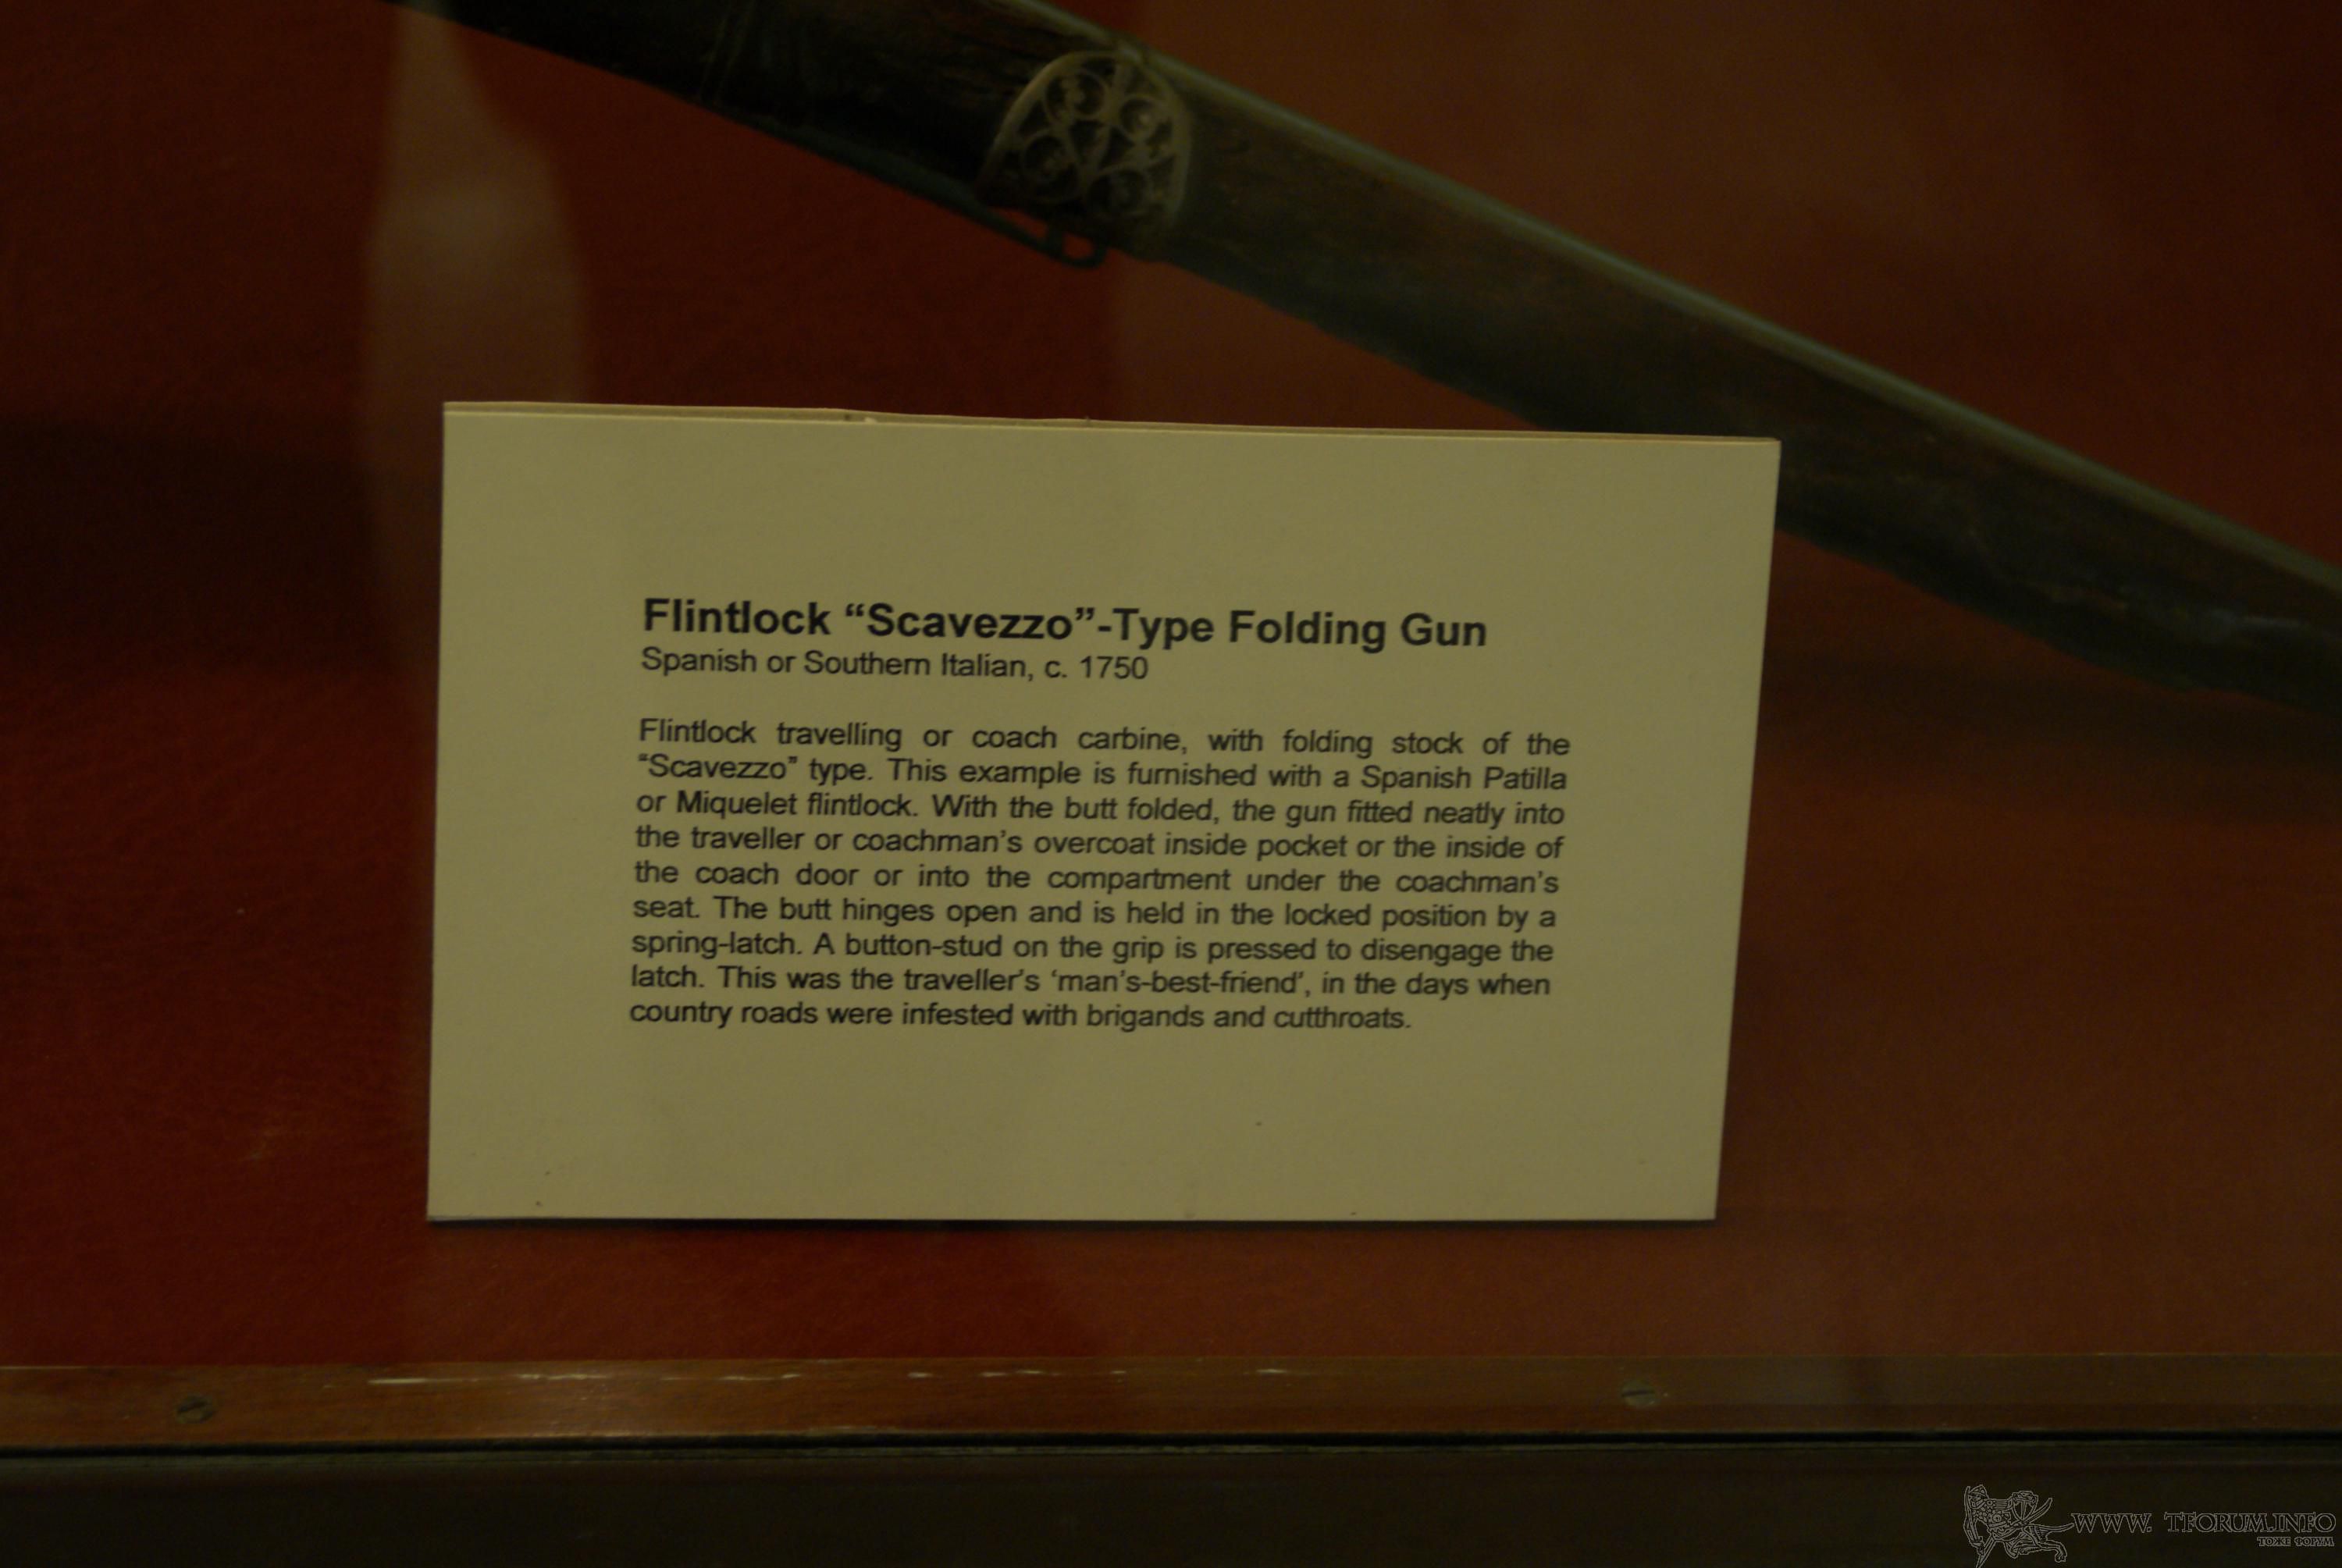 Flintlock “Scavezzo”-Type Folding Gun
Spanish or Southern Italian, c. 1750
Flintlock travelling or coach carbine, with folding stock of the
“Scavezzo” type. This example is furnished with a Spanish Patilla
or Miquelet flintlock. With the butt folded, the gun fitted neatly into
the traveller or coachman’s overcoat inside pocket or the inside of
the coach door or into the compartment under the coachman’s
seat. The butt hinges open and is held in the locked position by a
spring-latch. A button-stud on the grip is pressed to disengage the
latch. This was the traveller’s ‘man’s-best-friend’, in the days when
country roads were infested with brigands and cutthroats.
WWW. TFORUM.INFO
ТОЖЕ ФОРУМ